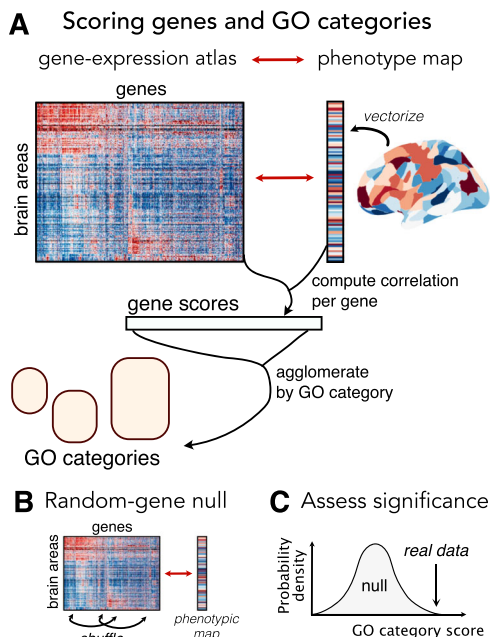 A Scoring genes and GO categories
gene-expression atlas
phenotype map
genes
brain areas
vectorize
compute correlation
per gene
gene scores
agglomerate
by GO category
GO categories
B Random-gene null
genes
brain areas
phenotypic
map
C Assess significance
Probability
density
real data
null
GO category score